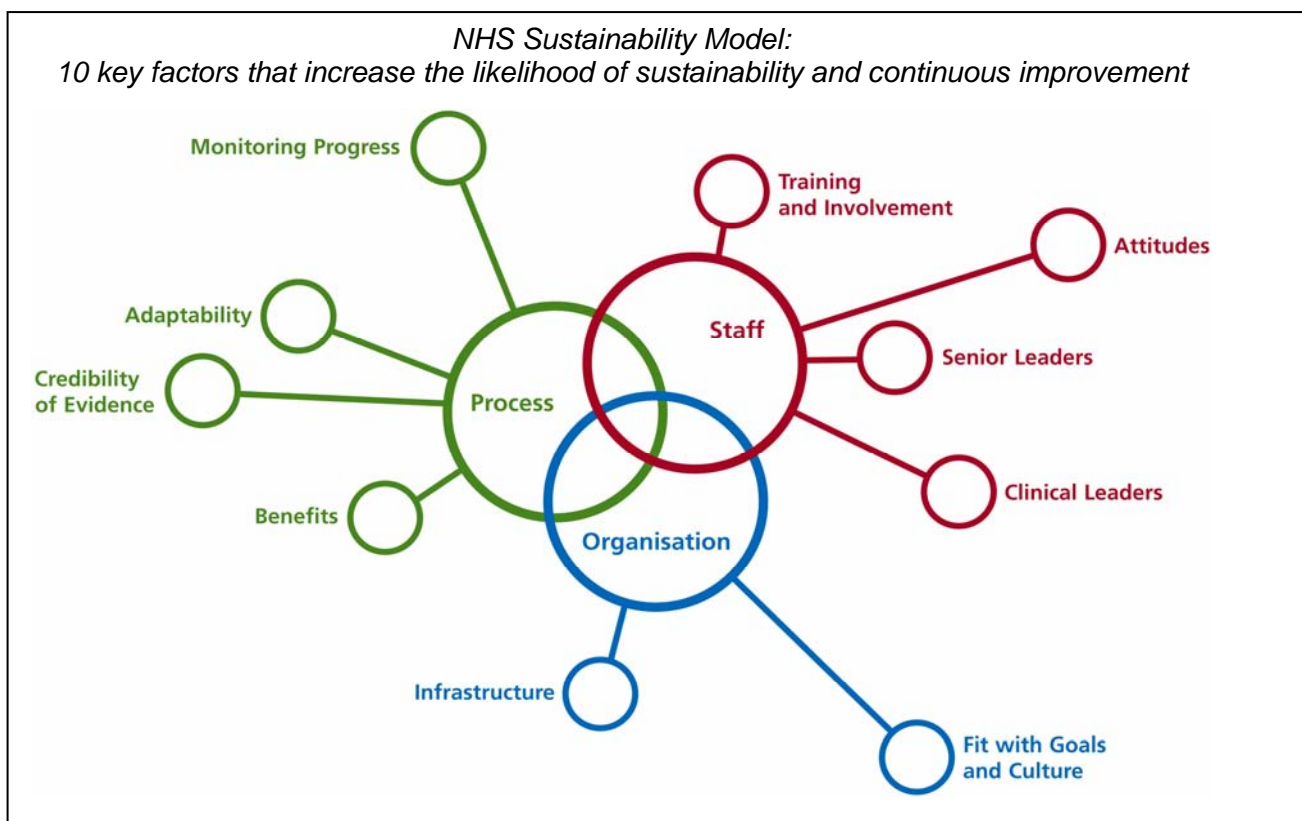 NHS Sustainability Model:
10 key factors that increase the likelihood of sustainability and continuous improvement
Monitoring Progress
Training
and Involvement
Attitudes
Adaptability
Staff
Senior Leaders
Credibility
of Evidence
Process
Clinical Leaders
Benefits
Organisation
Infrastructure
Fit with Goals
and Culture